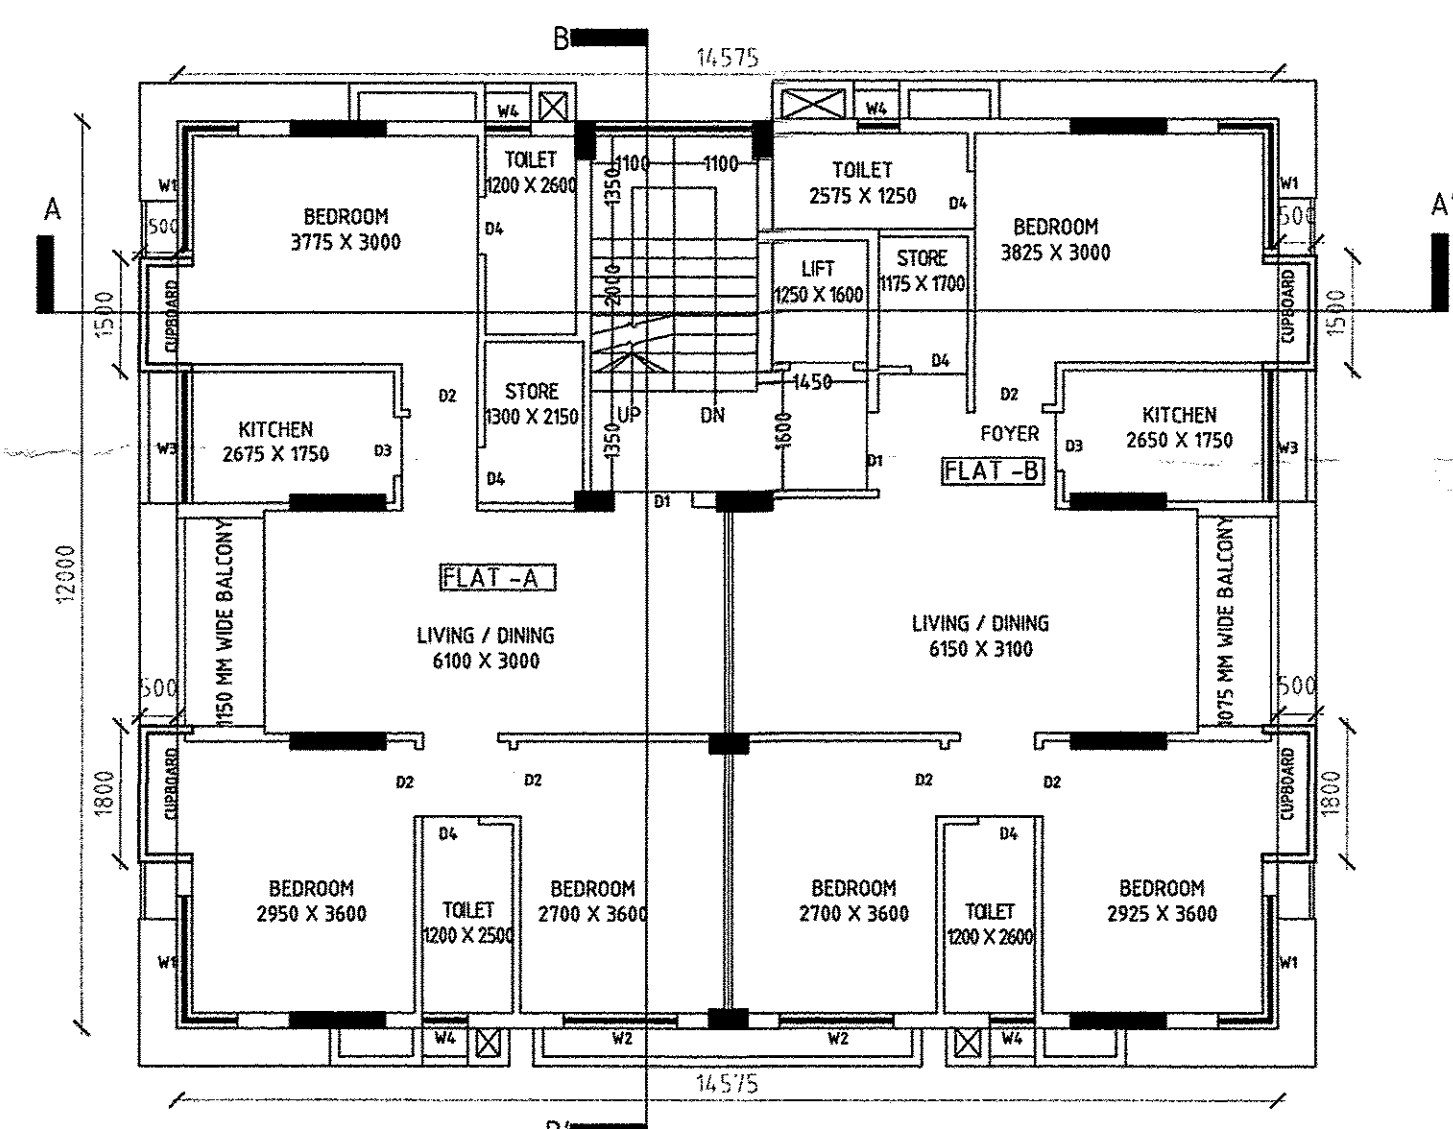 B
14575
W4
W4
TOILET
1200 X 2600
1100
1100
1350
TOILET
2575 X 1250
W1
W1
A
A'
500
500
BEDROOM
3775 X 3000
D4
D4
BEDROOM
3825 X 3000
LIFT
1250 X 1600
STORE
1175 X 1700
2000
1500
CUPBOARD
CUPBOARD
1500
D4
1450
D2
STORE
1300 X 2150
D2
UP
DN
KITCHEN
2675 X 1750
D3
1350
1600
FOYER
D3
KITCHEN
2650 X 1750
W3
W3
D1
FLAT -B
D4
D1
12000
1150 MM WIDE BALCONY
FLAT -A
1075 MM WIDE BALCONY
LIVING / DINING
6100 X 3000
LIVING / DINING
6150 X 3100
500
500
1800
CUPBOARD
D2
D2
D2
D2
CUPBOARD
1800
D4
D4
BEDROOM
2950 X 3600
TOILET
1200 X 2500
BEDROOM
2700 X 3600
BEDROOM
2700 X 3600
TOILET
1200 X 2600
BEDROOM
2925 X 3600
W1
W1
W4
W2
W2
W4
14575